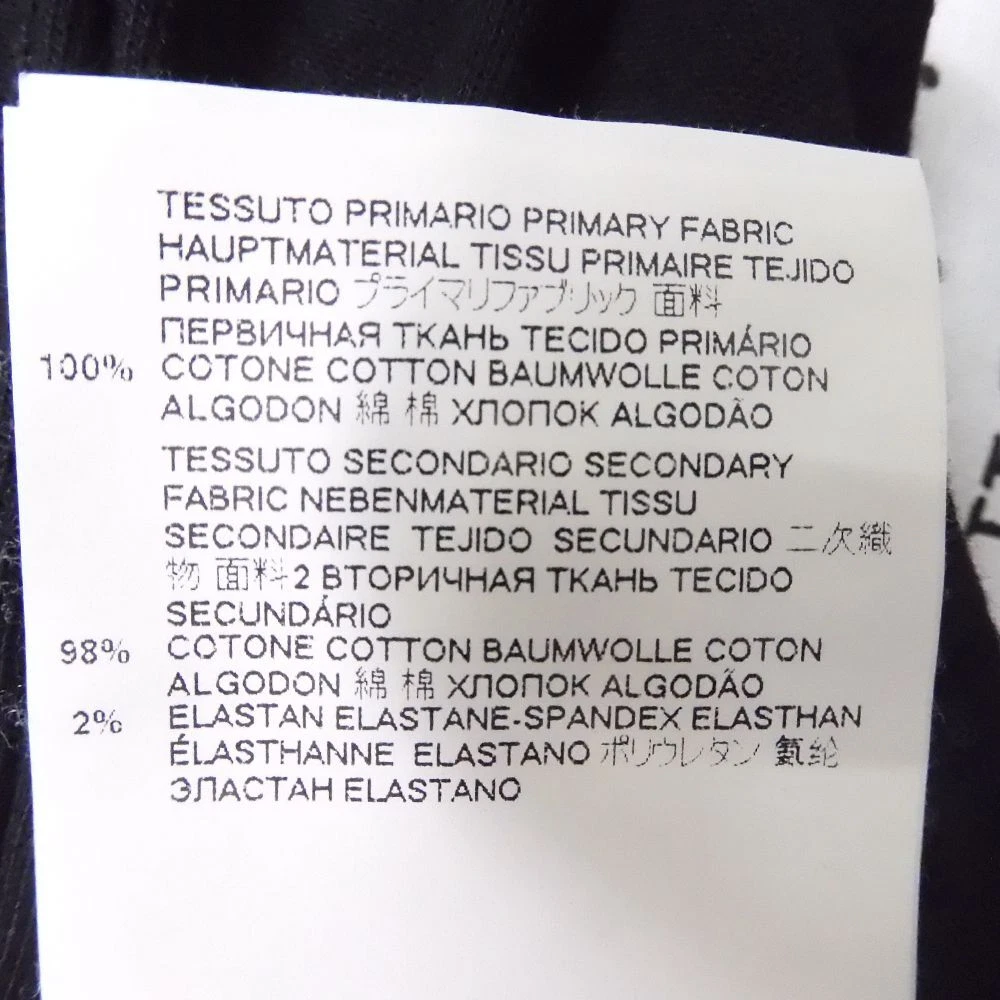 TESSUTO PRIMARIO PRIMARY FABRIC
HAUPTMATERIAL TISSU PRIMAIRE TEJIDO
PRIMARIO プライマリファブリック 面料
ПЕРВИЧНАЯ ТКАНЬ TECIDO PRIMÁRIO
100% COTONE COTTON BAUMWOLLE COTON
ALGODON 綿 棉 ХЛОПОК ALGODÃO
TESSUTO SECONDARIO SECONDARY
FABRIC NEBENMATERIAL TISSU
SECONDAIRE TEJIDO SECUNDARIO 二次織
物 面料2 ВТОРИЧНАЯ ТКАНЬ TECIDO
SECUNDÁRIO
98% COTONE COTTON BAUMWOLLE COTON
ALGODON 綿 棉 ХЛОПОК ALGODÃO
2% ELASTAN ELASTANE-SPANDEX ELASTHAN
ÉLASTHANNE ELASTANO ポリウレタン 氨纶
ЭЛАСТАН ELASTANO